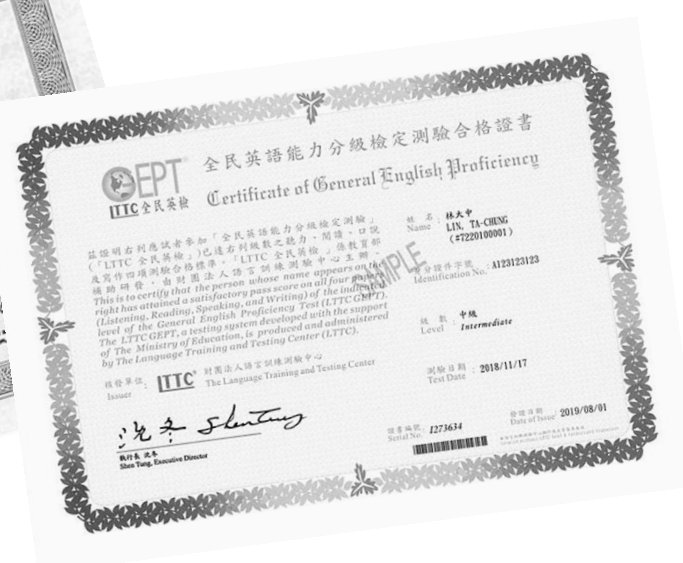 GEPT®
LTTC 全民英檢
全民英語能力分級檢定測驗合格證書
Certificate of General English Proficiency
茲證明右列應試者參加「全民英語能力分級檢定測驗」
(「LTTC 全民英檢」)已達右列級數之聽力、閱讀、口說
及寫作四項測驗合格標準。「LTTC 全民英檢」係教育部
補助研發，由財團法人語言訓練測驗中心主辦。
This is to certify that the person whose name appears on the
right has attained a satisfactory pass score on all four papers
(Listening, Reading, Speaking, and Writing) of the indicated
level of the General English Proficiency Test (LTTC GEPT).
The LTTC GEPT, a testing system developed with the support
of The Ministry of Education, is produced and administered
by The Language Training and Testing Center (LTTC).
核發單位: LTTC® 財團法人語言訓練測驗中心
Issuer The Language Training and Testing Center
沈冬 Shen Tung
執行長 沈冬
Shen Tung, Executive Director
姓 名: 林大中
Name LIN, TA-CHUNG
(#7220100001)
SAMPLE
身分證件字號: A123123123
Identification No.
級 數: 中級
Level Intermediate
測驗日期: 2018/11/17
Test Date
證書編號: 1273634
Serial No.
發證日期: 2019/08/01
Date of Issue